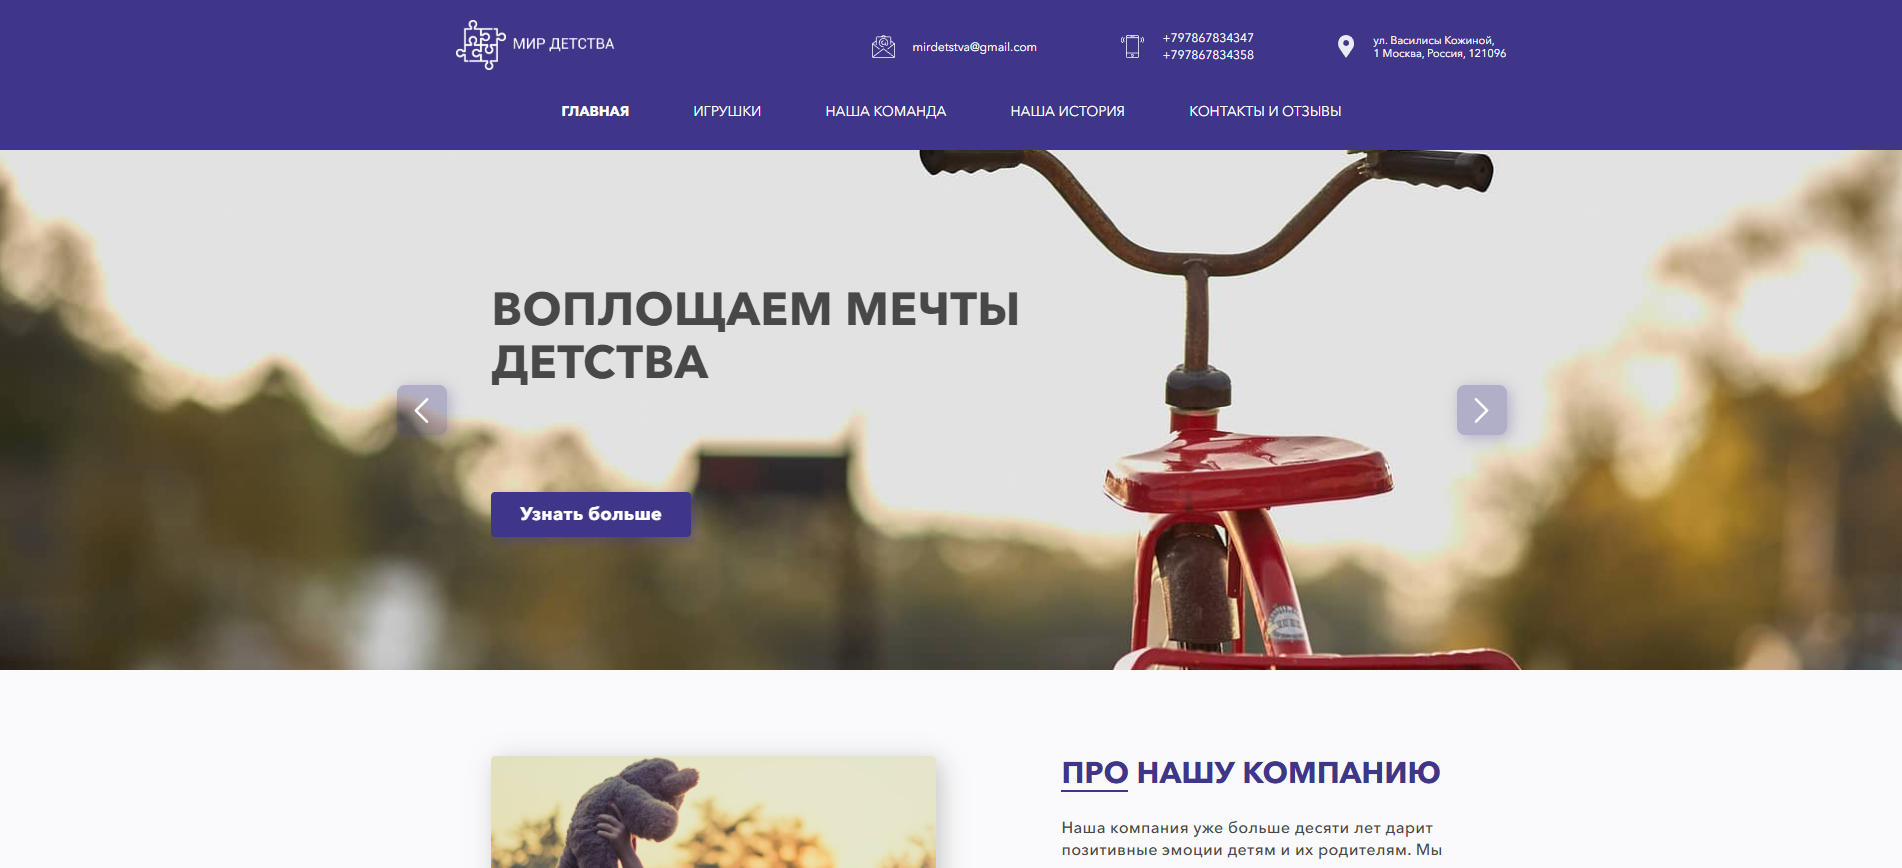 МИР ДЕТСТВА
mirdetstva@gmail.com
+797867834347
+797867834358
ул. Василисы Кожиной,
1 Москва, Россия, 121096
ГЛАВНАЯ
ИГРУШКИ
НАША КОМАНДА
НАША ИСТОРИЯ
КОНТАКТЫ И ОТЗЫВЫ
ВОПЛОЩАЕМ МЕЧТЫ
ДЕТСТВА
Узнать больше
ПРО НАШУ КОМПАНИЮ
Наша компания уже больше десяти лет дарит
позитивные эмоции детям и их родителям. Мы